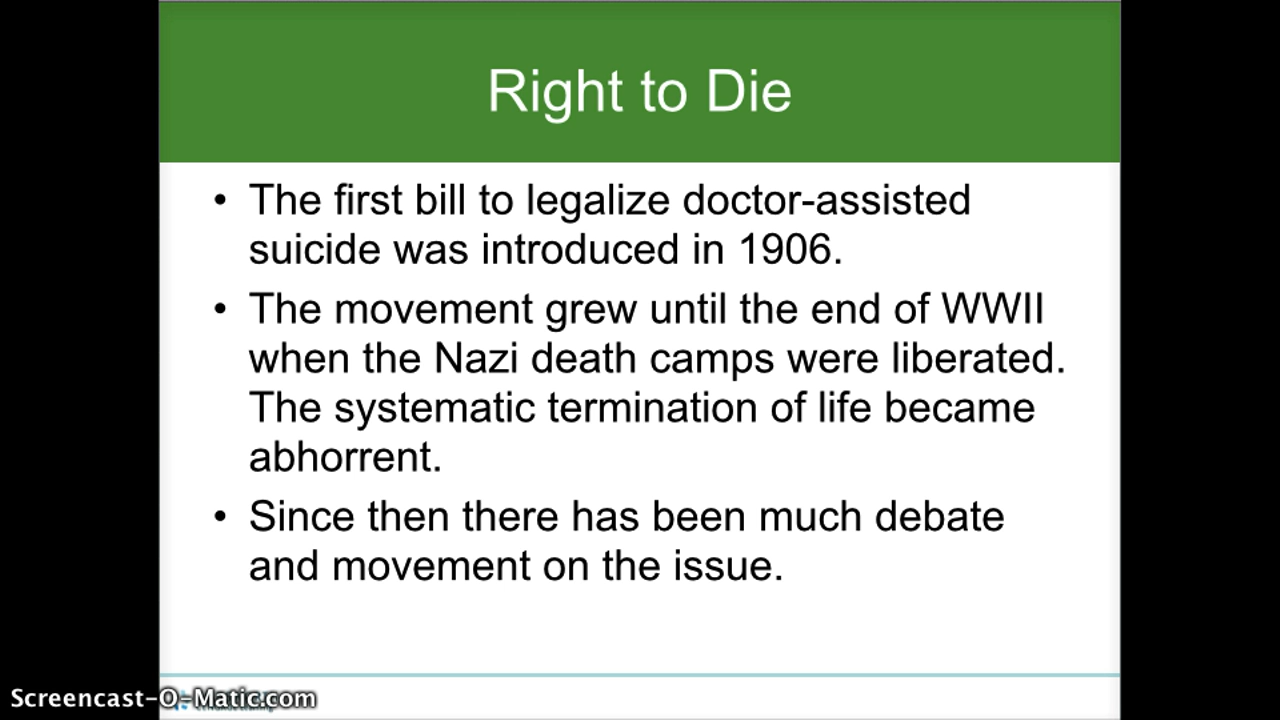 Right to Die
• The first bill to legalize doctor-assisted
suicide was introduced in 1906.
• The movement grew until the end of WWII
when the Nazi death camps were liberated.
The systematic termination of life became
abhorrent.
• Since then there has been much debate
and movement on the issue.
Screencast-O-Matic.com